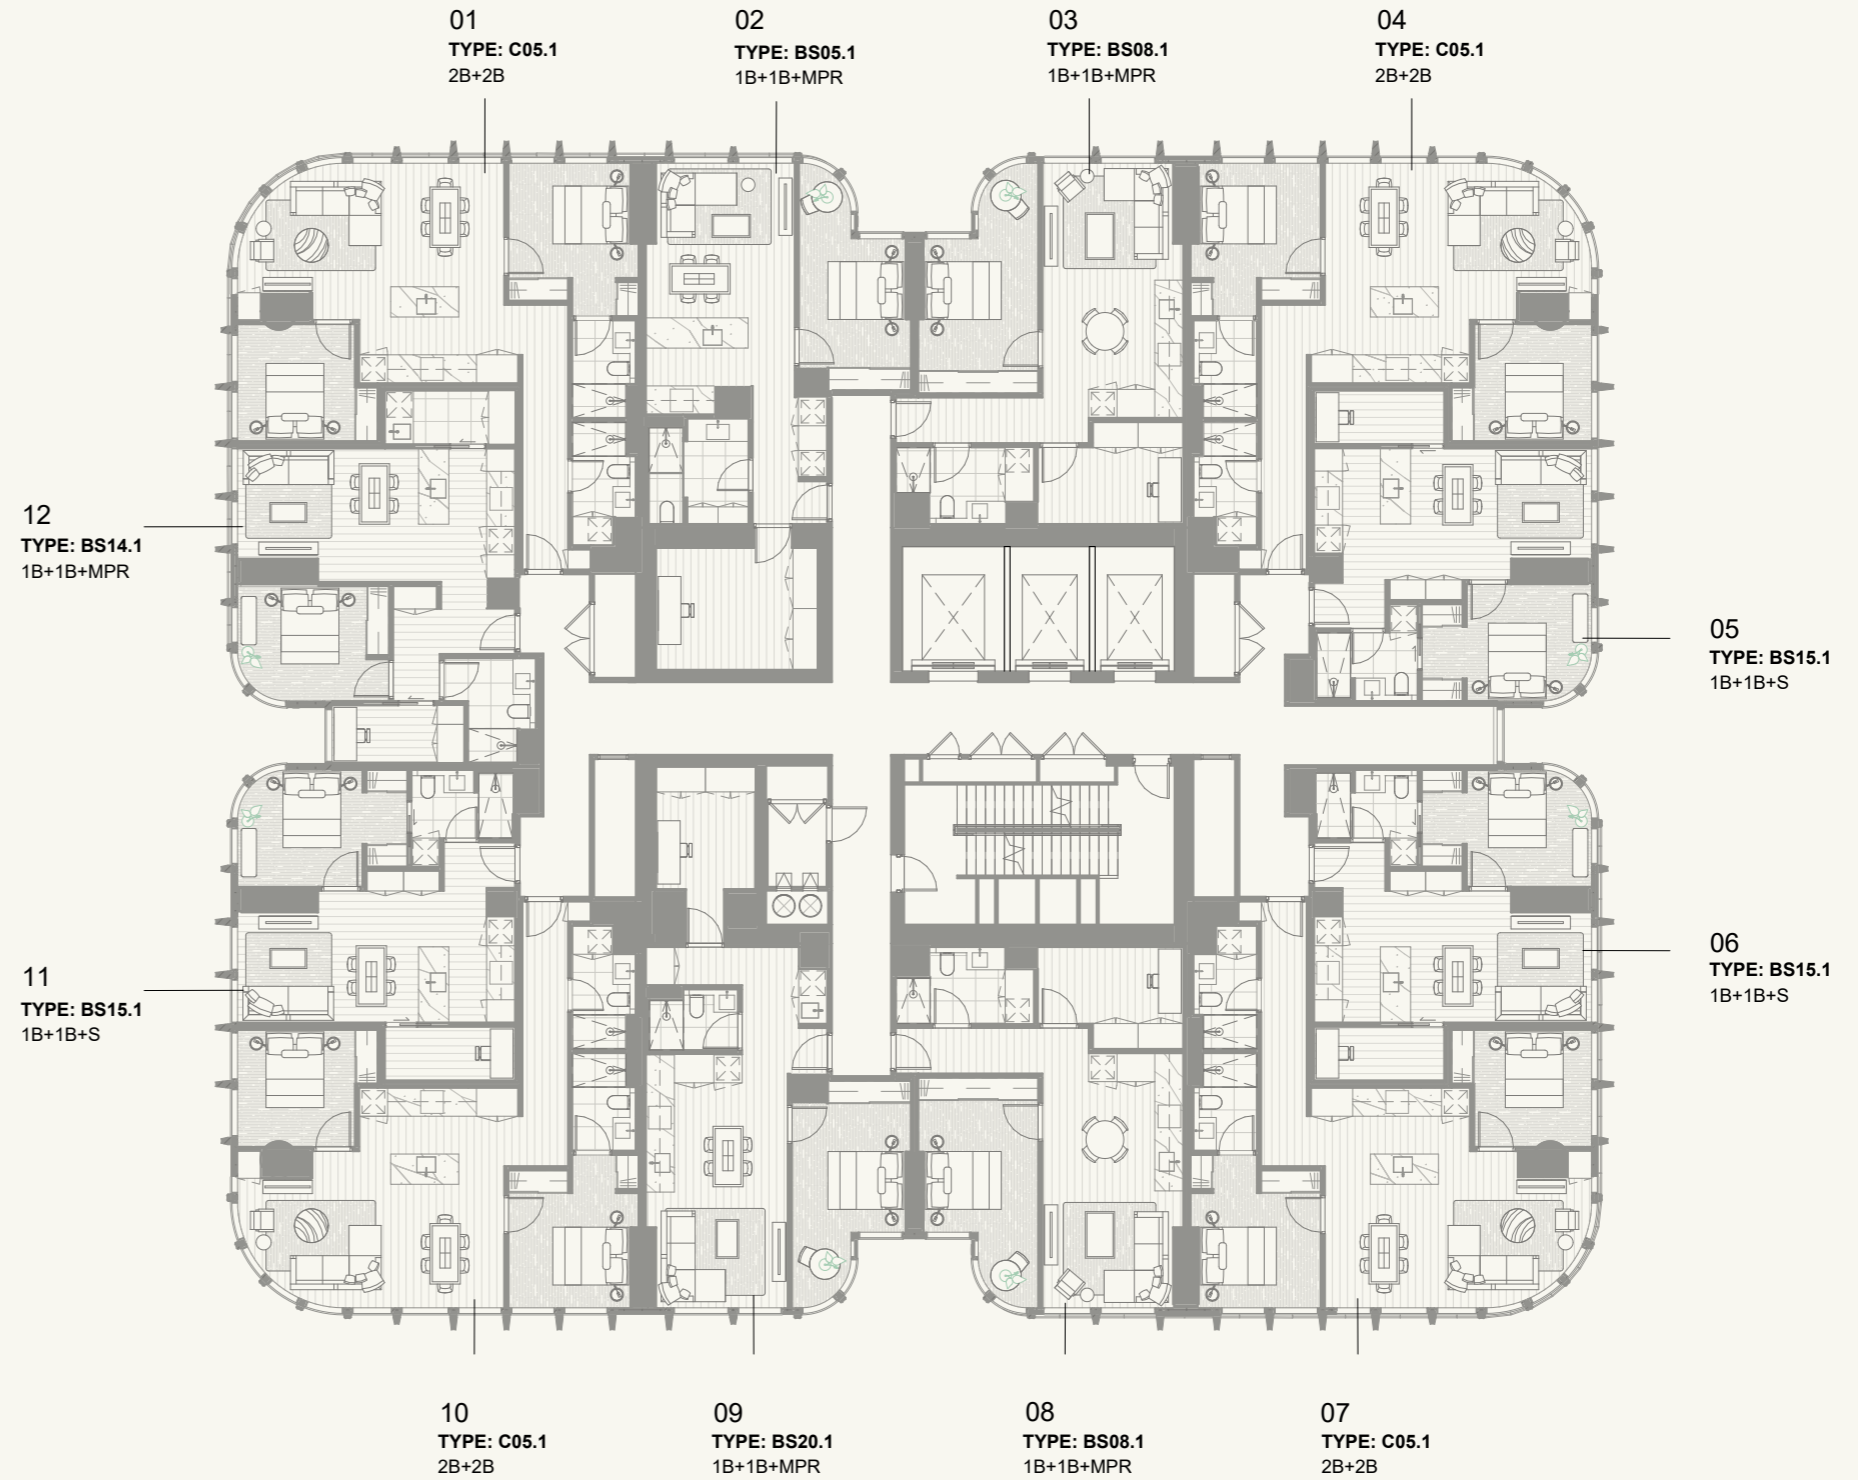 01
TYPE: C05.1
2B+2B
02
TYPE: BS05.1
1B+1B+MPR
03
TYPE: BS08.1
1B+1B+MPR
04
TYPE: C05.1
2B+2B
12
TYPE: BS14.1
1B+1B+MPR
05
TYPE: BS15.1
1B+1B+S
11
TYPE: BS15.1
1B+1B+S
06
TYPE: BS15.1
1B+1B+S
10
TYPE: C05.1
2B+2B
09
TYPE: BS20.1
1B+1B+MPR
08
TYPE: BS08.1
1B+1B+MPR
07
TYPE: C05.1
2B+2B